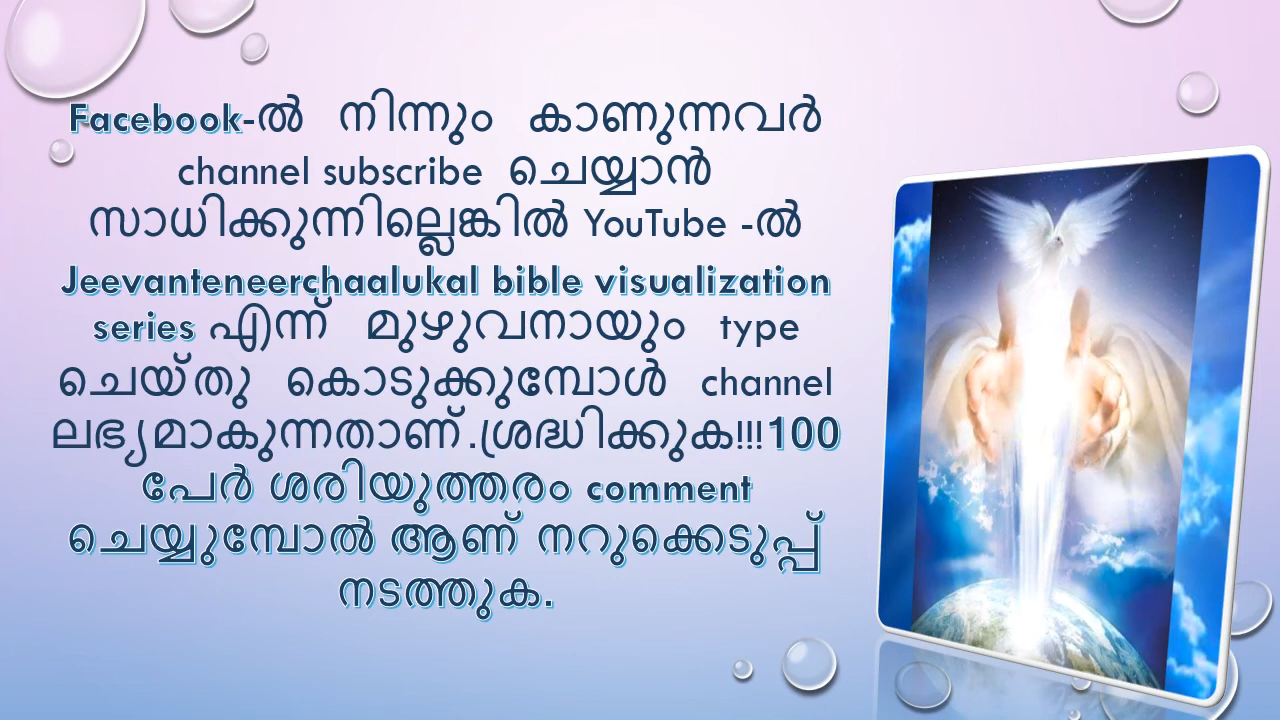 Facebook-ൽ നിന്നും കാണുന്നവർ
channel subscribe ചെയ്യാൻ
സാധിക്കുന്നില്ലെങ്കിൽ YouTube -ൽ
Jeevanteneerchaalukal bible visualization
series എന്ന് മുഴുവനായും type
ചെയ്തു കൊടുക്കുമ്പോൾ channel
ലഭ്യമാകുന്നതാണ്.ശ്രദ്ധിക്കുക!!!100
പേർ ശരിയുത്തരം comment
ചെയ്യുമ്പോൽ ആണ് നറുക്കെടുപ്പ്
നടത്തുക.